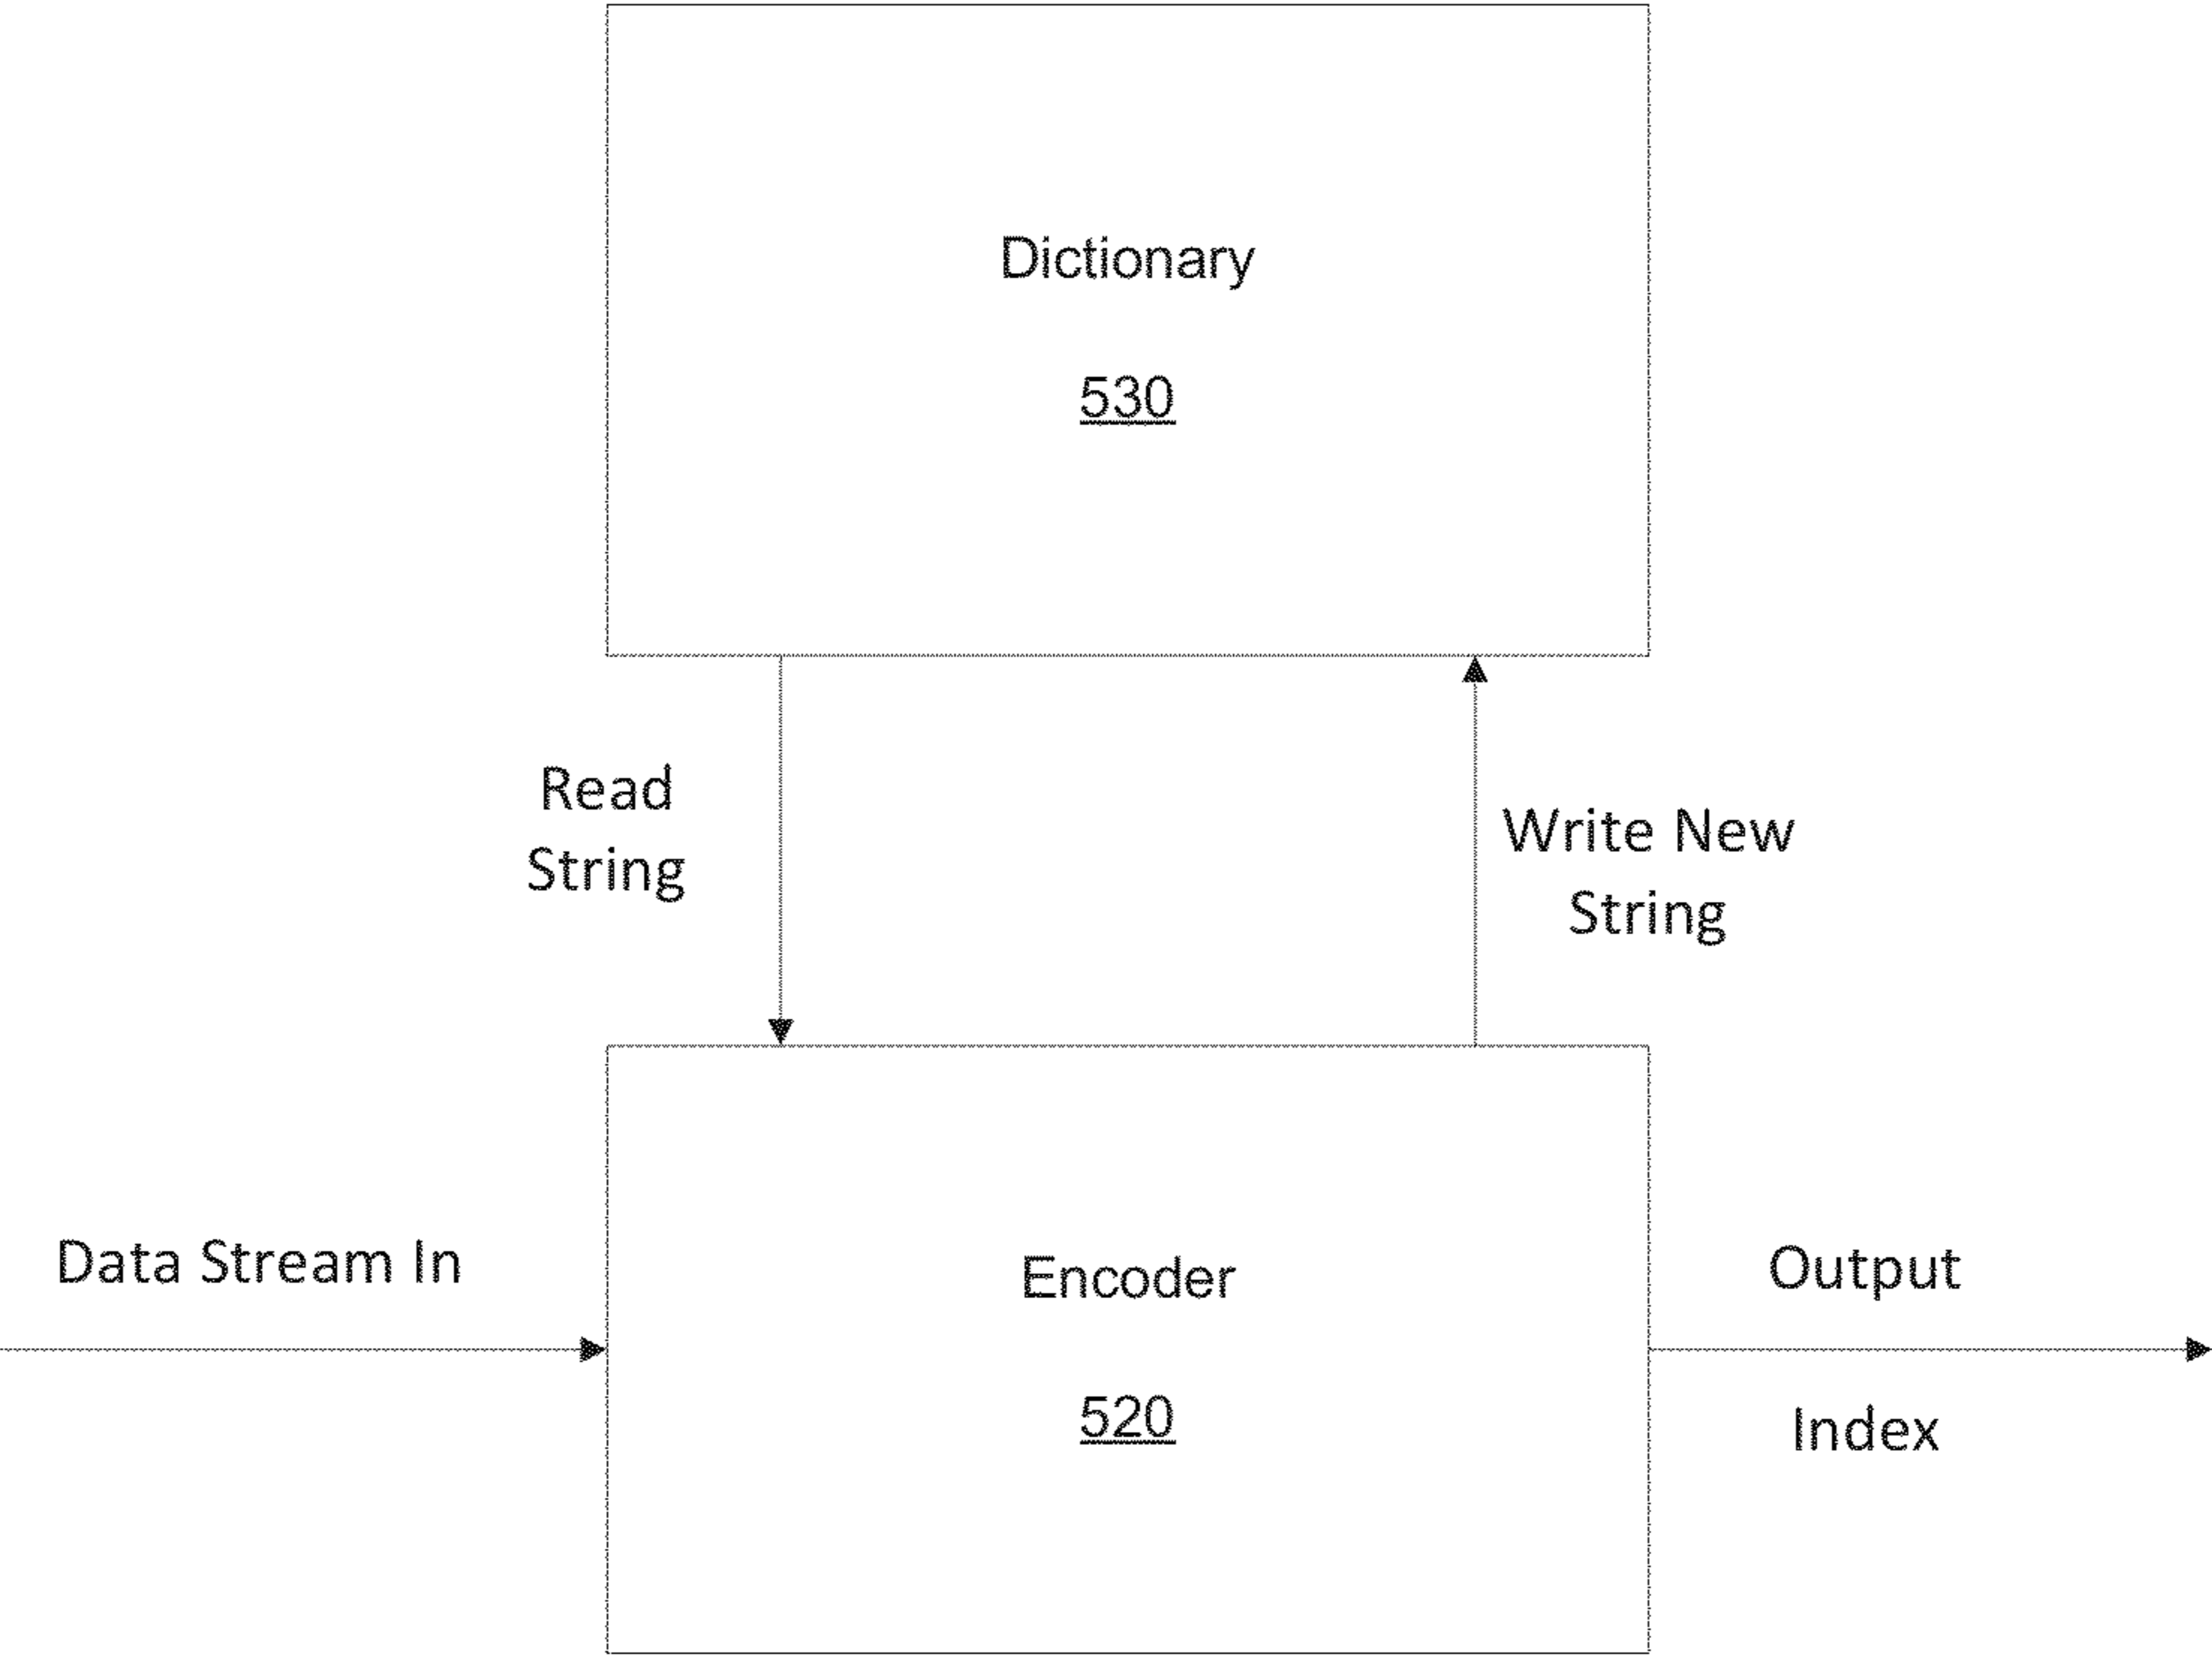 Dictionary
530
Read
String
Write New
String
Data Stream In
Encoder
520
Output
Index